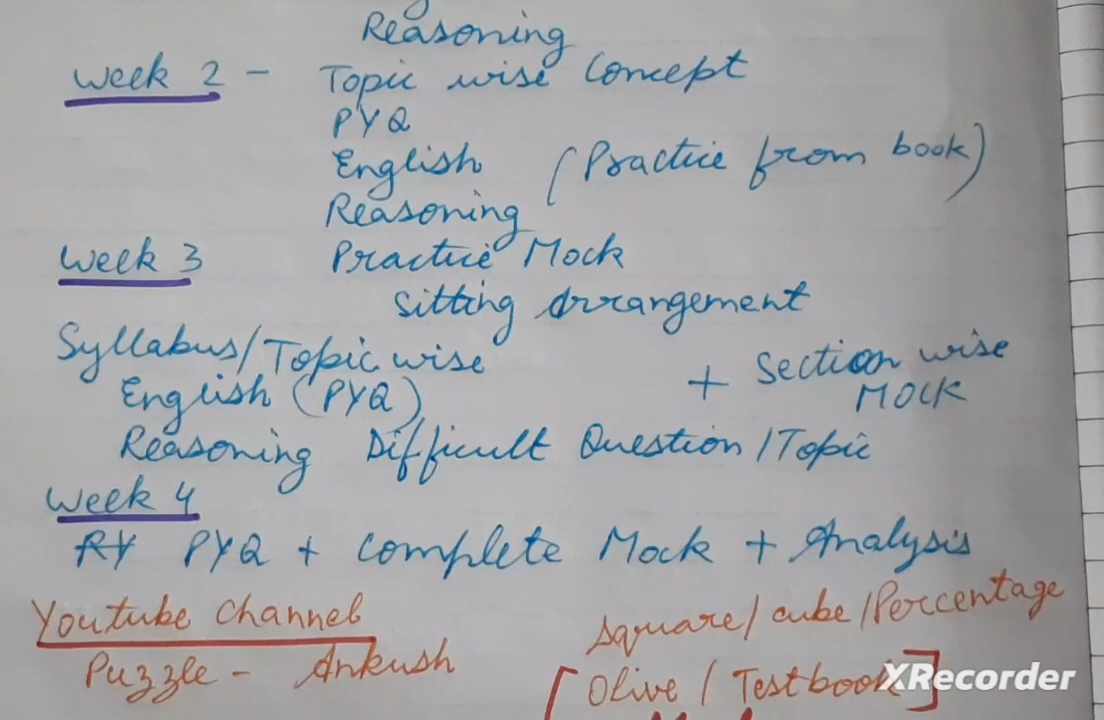 Reasoning
Week 2 - Topic wise Concept
PYQ
English (Practice from book)
Reasoning
Week 3 Practice Mock
Sitting Arrangement
Syllabus/Topic wise + Section wise
English (PYQ) MOCK
Reasoning Difficult Question/Topic
Week 4
RY PYQ + Complete Mock + Analysis
Youtube Channel Square/cube/Percentage
Puzzle - Ankush [Olive / Testbook]
XRecorder